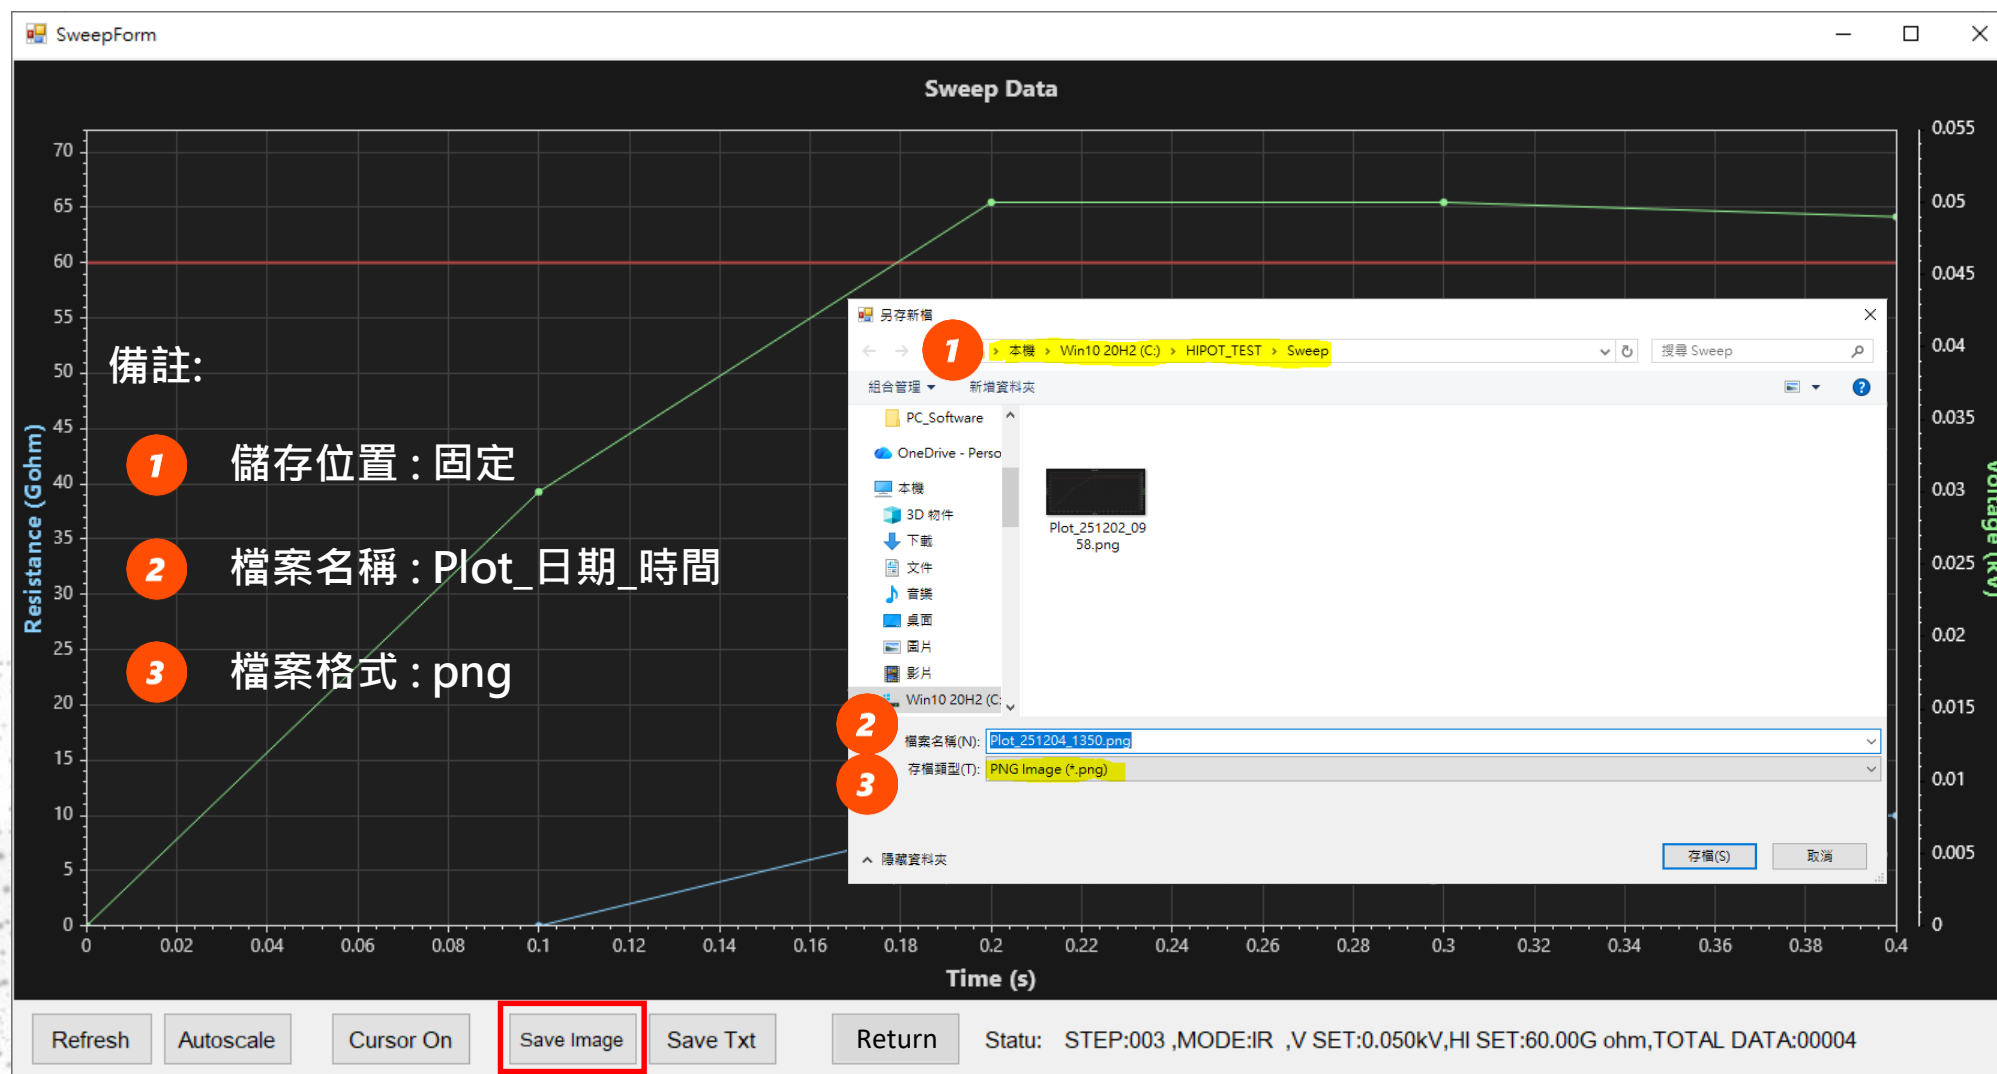 SweepForm
Sweep Data
70
65
60
55
50
45
40
35
30
25
20
15
10
5
0
Resistance (Gohm)
0.055
0.05
0.045
0.04
0.035
0.03
0.025
0.02
0.015
0.01
0.005
0
Voltage (kV)
備註:
1 儲存位置 : 固定
2 檔案名稱 : Plot_日期_時間
3 檔案格式 : png
另存新檔
1 › 本機 › Win10 20H2 (C:) › HIPOT_TEST › Sweep
搜尋 Sweep
組合管理 新增資料夾
PC_Software
OneDrive - Perso
本機
3D 物件
下載
文件
音樂
桌面
圖片
影片
Win10 20H2 (C:
Plot_251202_09
58.png
2 檔案名稱(N): Plot_251204_1350.png
3 存檔類型(T): PNG Image (*.png)
隱藏資料夾
存檔(S) 取消
0 0.02 0.04 0.06 0.08 0.1 0.12 0.14 0.16 0.18 0.2 0.22 0.24 0.26 0.28 0.3 0.32 0.34 0.36 0.38 0.4
Time (s)
Refresh Autoscale Cursor On Save Image Save Txt Return Statu: STEP:003 ,MODE:IR ,V SET:0.050kV,HI SET:60.00G ohm,TOTAL DATA:00004